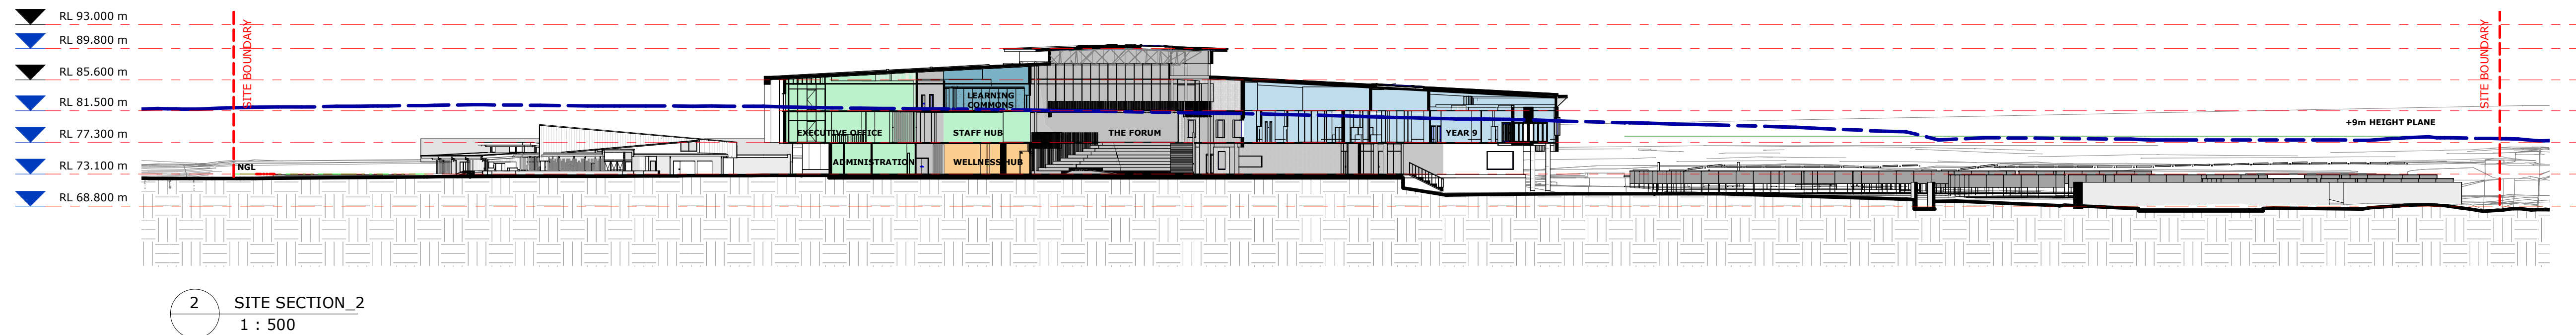 RL 93.000 m
RL 89.800 m
RL 85.600 m
RL 81.500 m
RL 77.300 m
RL 73.100 m
RL 68.800 m
SITE BOUNDARY
NGL
EXECUTIVE OFFICE
ADMINISTRATION
LEARNING
COMMONS
STAFF HUB
WELLNESS HUB
THE FORUM
YEAR 9
+9m HEIGHT PLANE
SITE BOUNDARY
2
SITE SECTION_2
1 : 500